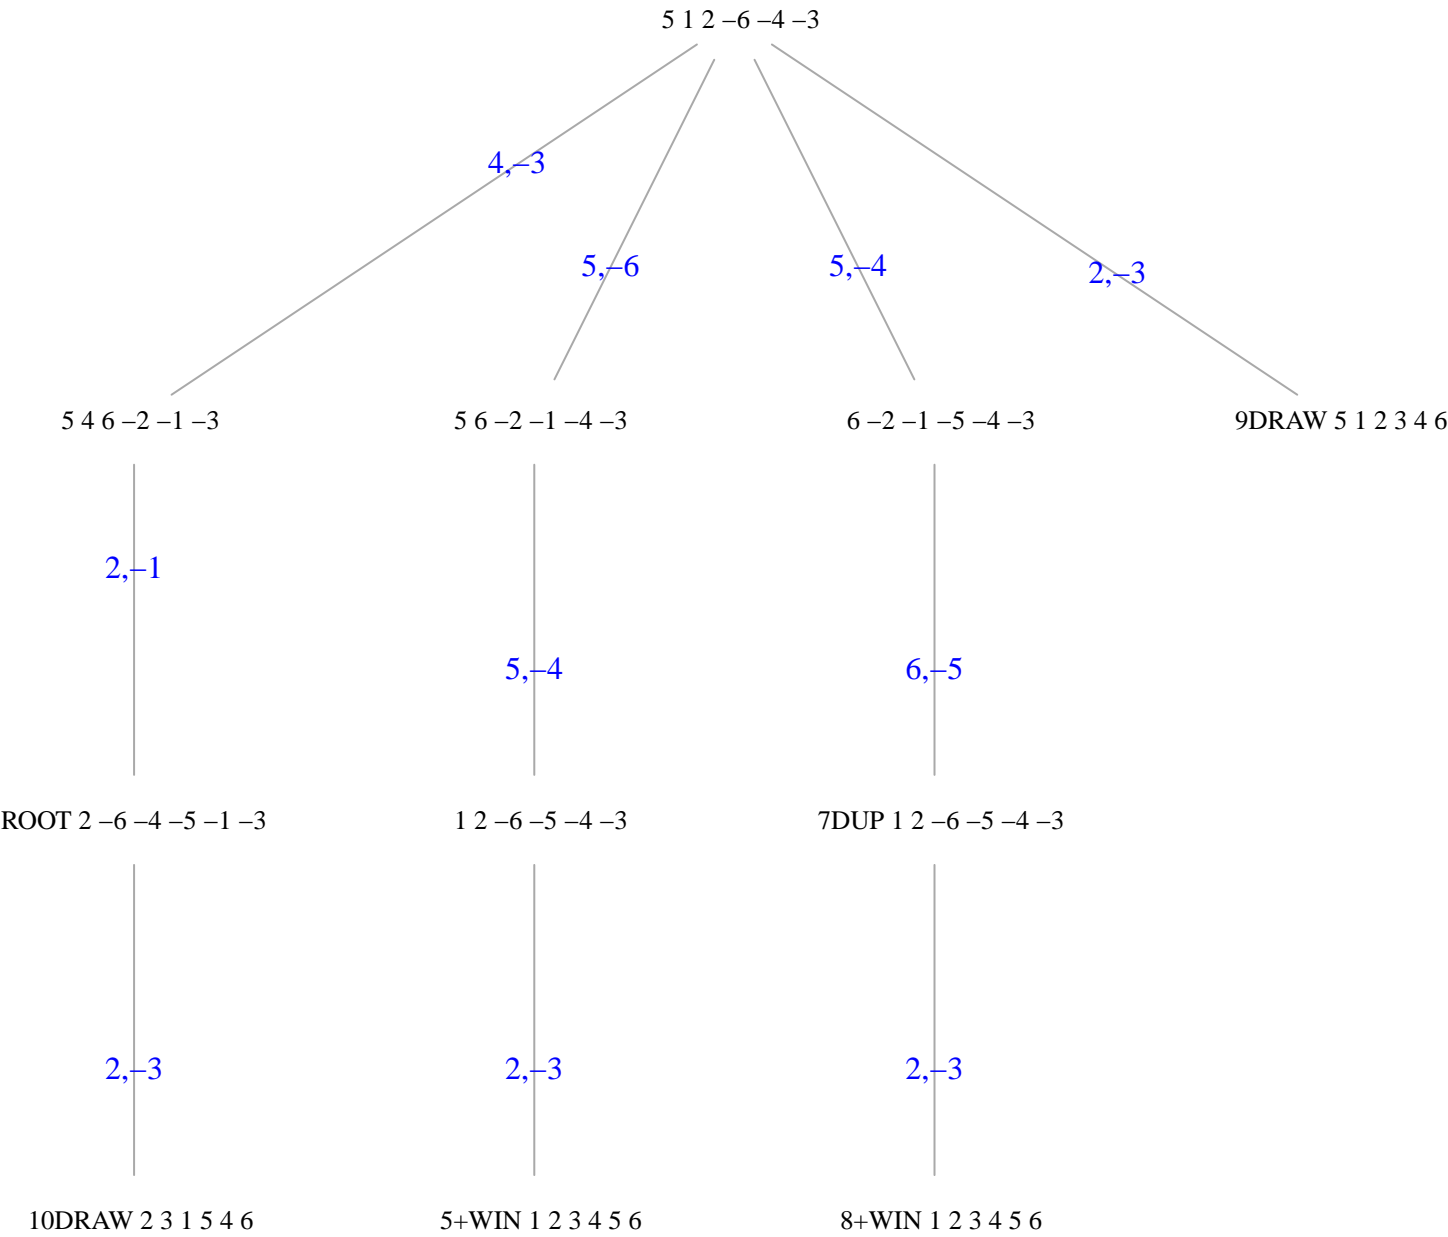 5 1 2 –6 –4 –3
4,–3
5,–6
5,–4
2,–3
5 4 6 –2 –1 –3
5 6 –2 –1 –4 –3
6 –2 –1 –5 –4 –3
9DRAW 5 1 2 3 4 6
2,–1
5,–4
6,–5
ROOT 2 –6 –4 –5 –1 –3
1 2 –6 –5 –4 –3
7DUP 1 2 –6 –5 –4 –3
2,–3
2,–3
2,–3
10DRAW 2 3 1 5 4 6
5+WIN 1 2 3 4 5 6
8+WIN 1 2 3 4 5 6